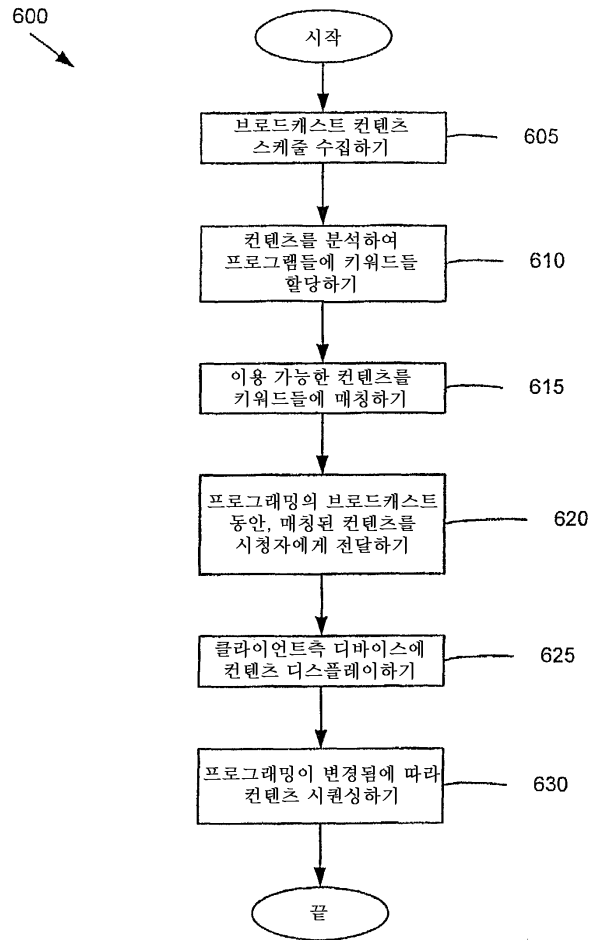 600
시작
브로드캐스트 컨텐츠
스케줄 수집하기
605
컨텐츠를 분석하여
프로그램들에 키워드들
할당하기
610
이용 가능한 컨텐츠를
키워드들에 매칭하기
615
프로그래밍의 브로드캐스트
동안, 매칭된 컨텐츠를
시청자에게 전달하기
620
클라이언트측 디바이스에
컨텐츠 디스플레이하기
625
프로그래밍이 변경됨에 따라
컨텐츠 시퀀싱하기
630
끝